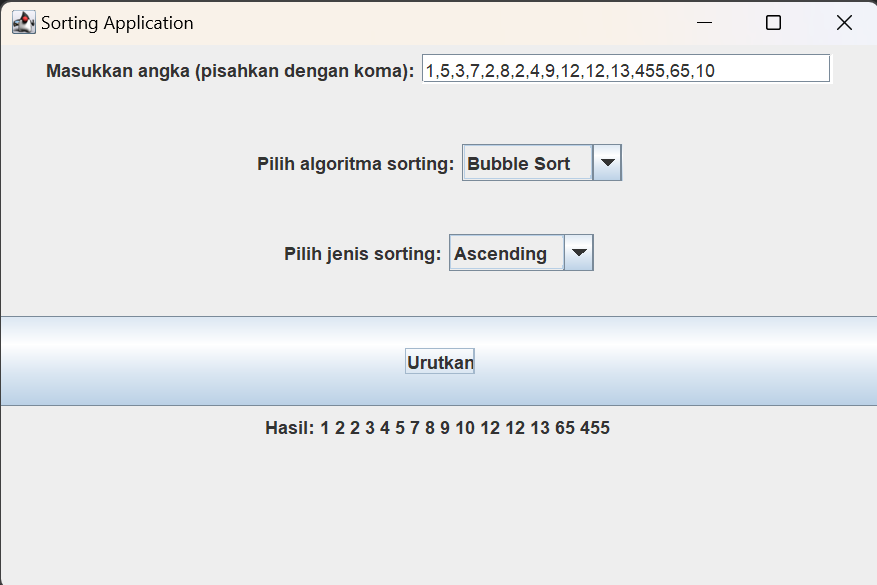 Sorting Application
Masukkan angka (pisahkan dengan koma): 1,5,3,7,2,8,2,4,9,12,12,13,455,65,10
Pilih algoritma sorting: Bubble Sort
Pilih jenis sorting: Ascending
Urutkan
Hasil: 1 2 2 3 4 5 7 8 9 10 12 12 13 65 455